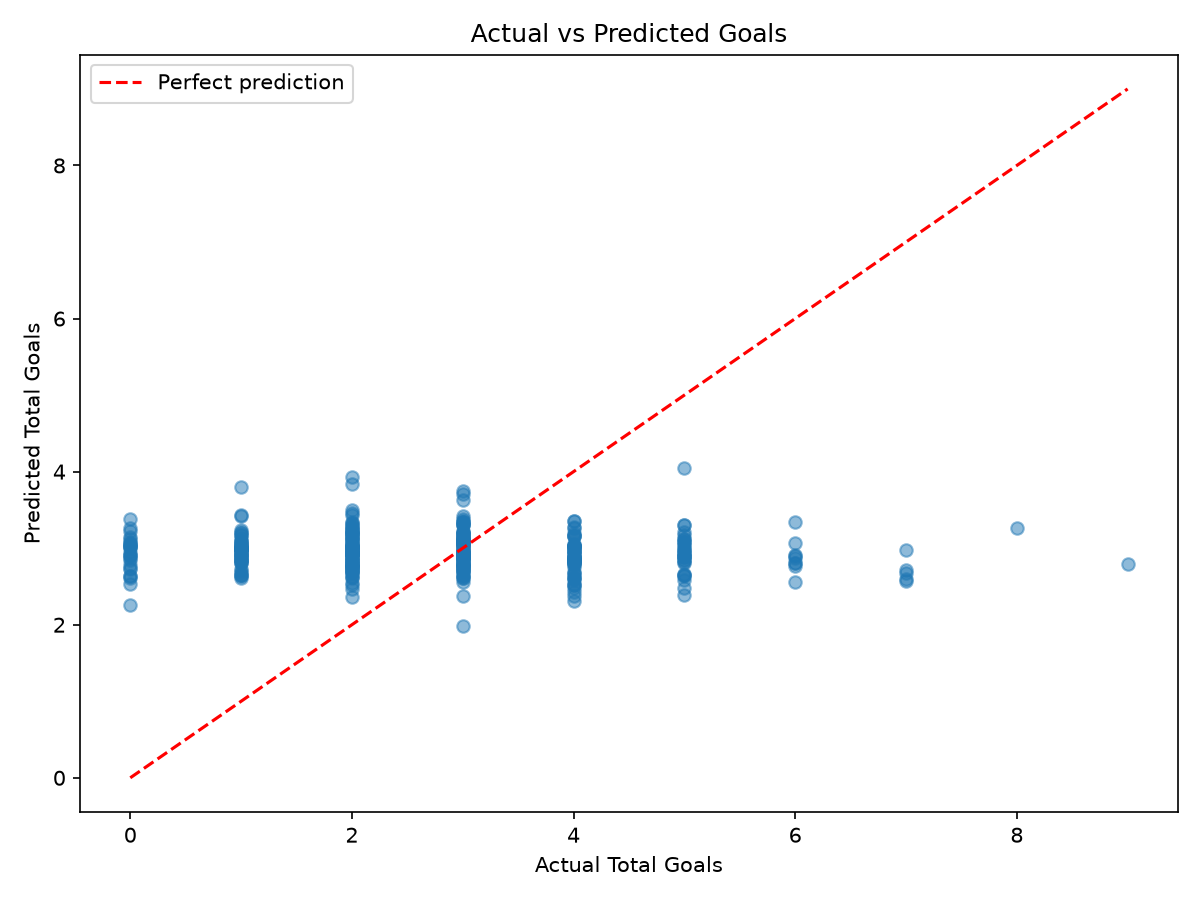 Actual vs Predicted Goals
Perfect prediction
Predicted Total Goals
8
6
4
2
0
0 2 4 6 8
Actual Total Goals